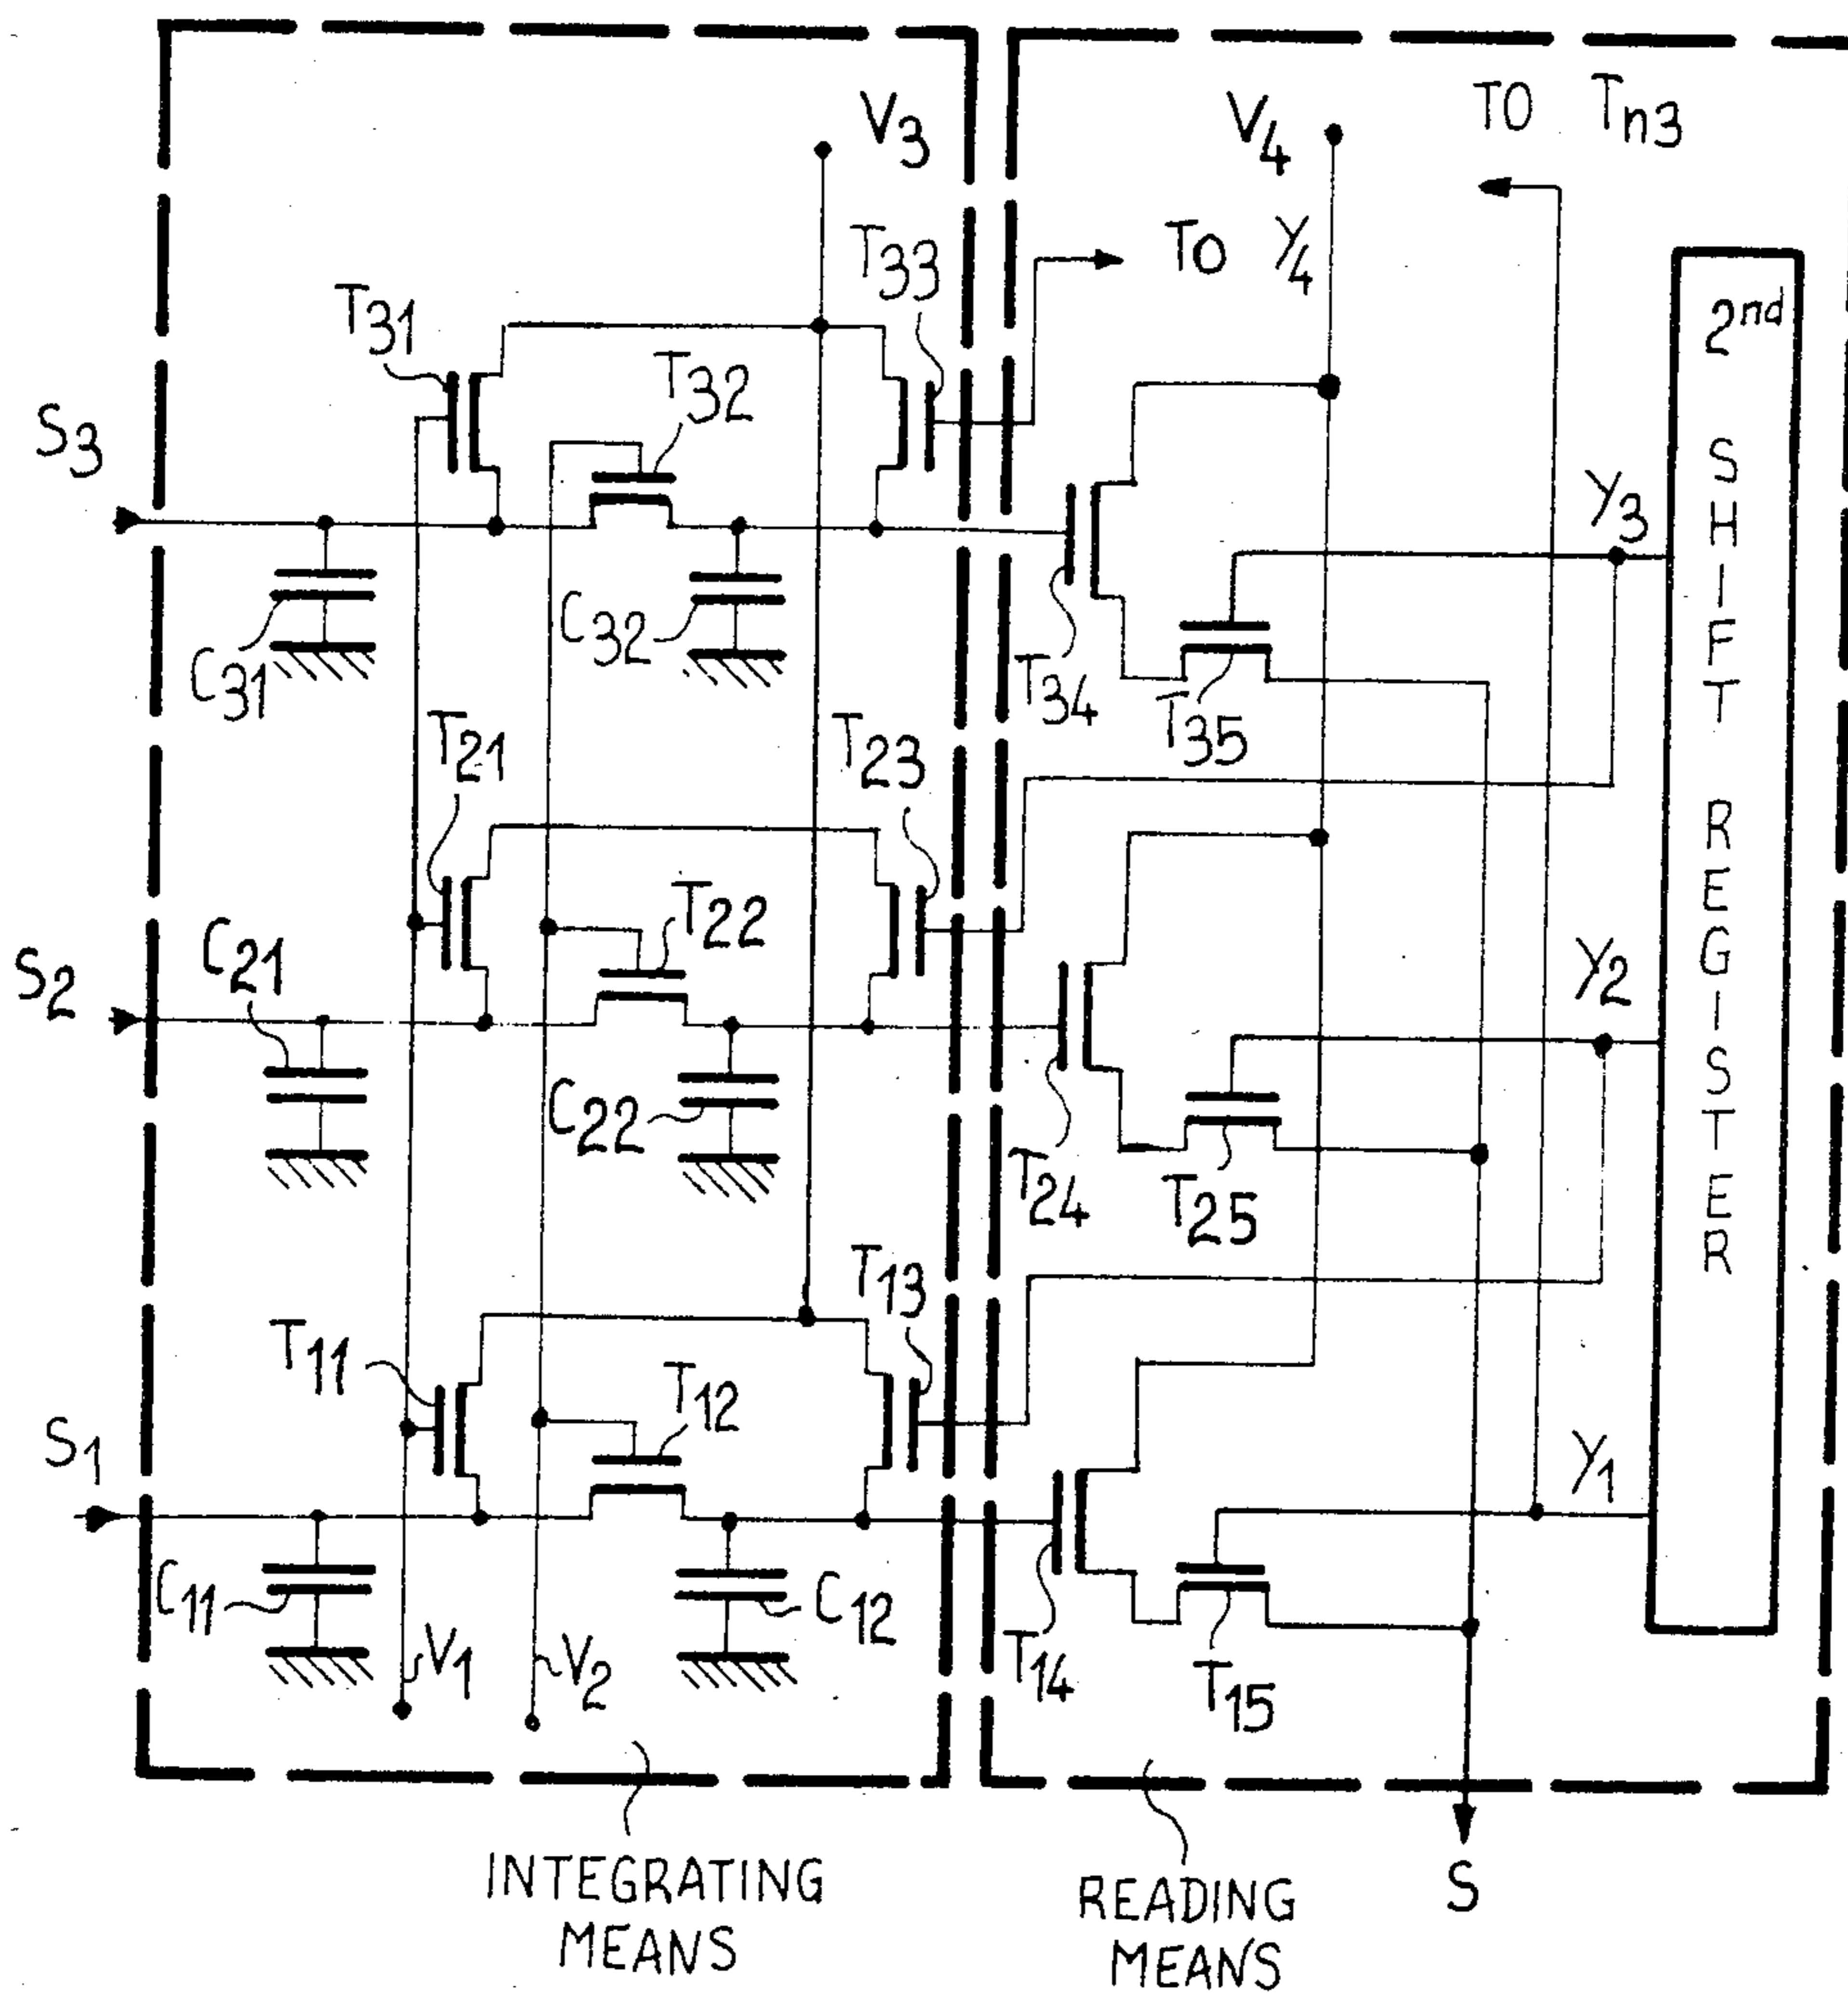 V3
V4
TO Tn3
T33
TO Y4
T31
T32
2nd SHIFT REGISTER
S3
Y3
C31
C32
T34
T35
T21
T23
C21
T22
S2
Y2
C22
T24
T25
T13
T11
T12
S1
Y1
C11
C12
V1
V2
T14
T15
INTEGRATING
MEANS
READING
MEANS
S